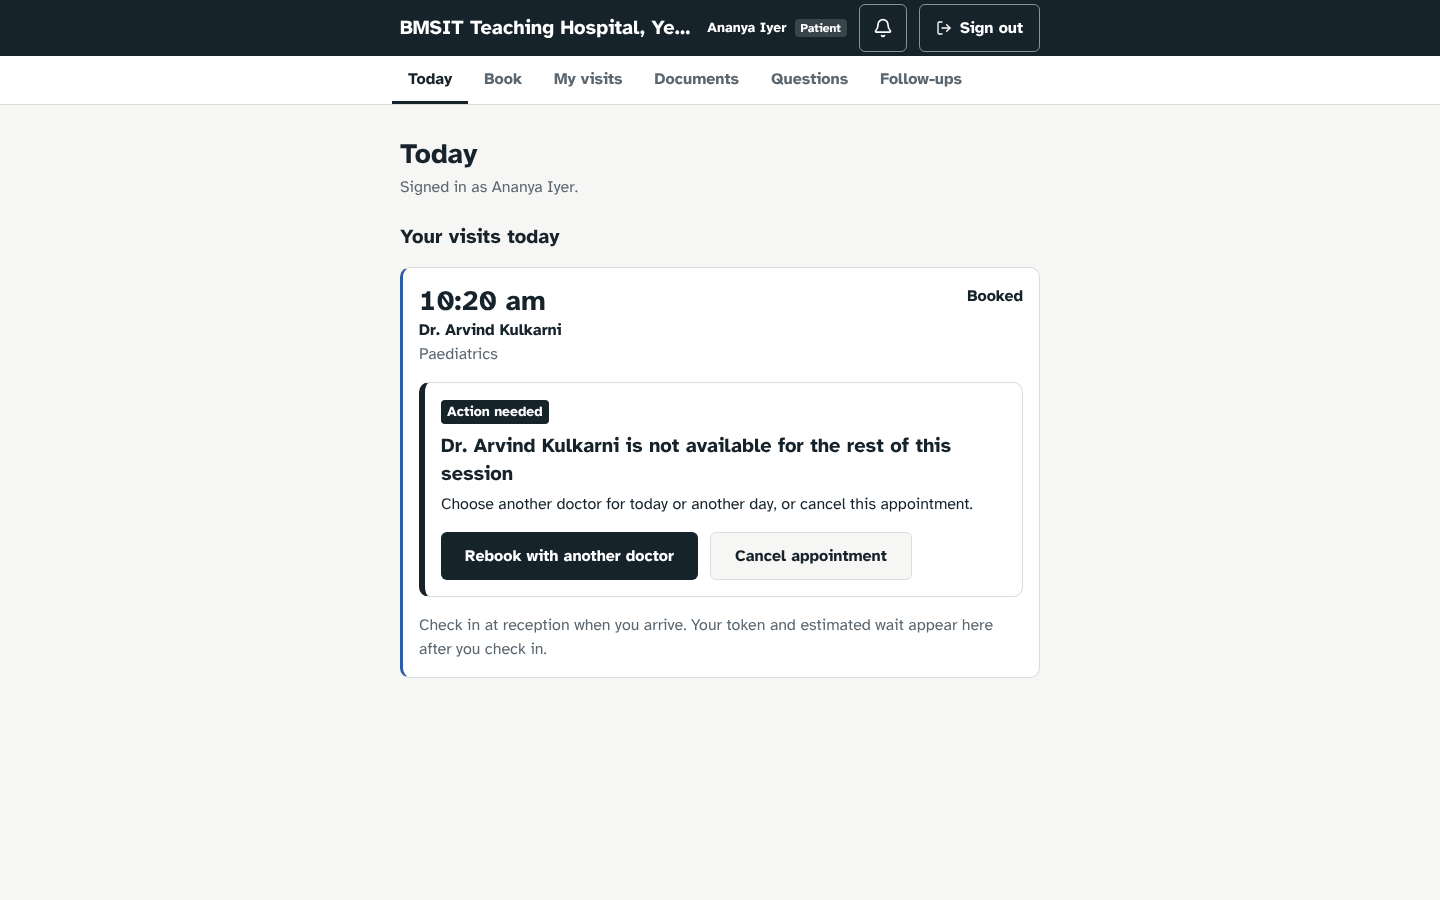 BMSIT Teaching Hospital, Ye...
Ananya Iyer
Patient
Sign out
Today
Book
My visits
Documents
Questions
Follow-ups
Today
Signed in as Ananya Iyer.
Your visits today
10:20 am
Booked
Dr. Arvind Kulkarni
Paediatrics
Action needed
Dr. Arvind Kulkarni is not available for the rest of this
session
Choose another doctor for today or another day, or cancel this appointment.
Rebook with another doctor
Cancel appointment
Check in at reception when you arrive. Your token and estimated wait appear here
after you check in.